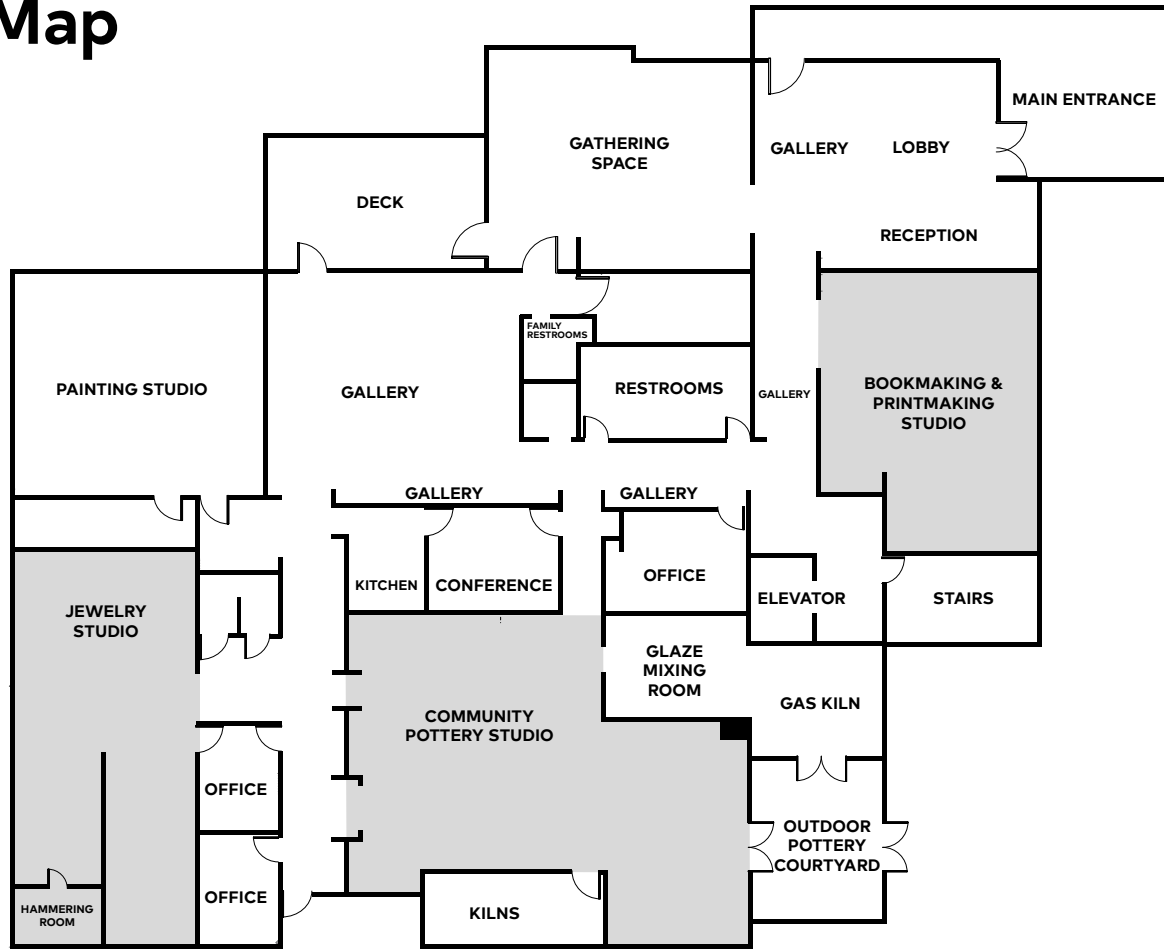 Map
MAIN ENTRANCE
GATHERING
SPACE
GALLERY
LOBBY
DECK
RECEPTION
FAMILY
RESTROOMS
PAINTING STUDIO
GALLERY
RESTROOMS
GALLERY
BOOKMAKING &
PRINTMAKING
STUDIO
GALLERY
GALLERY
KITCHEN
CONFERENCE
OFFICE
ELEVATOR
STAIRS
JEWELRY
STUDIO
GLAZE
MIXING
ROOM
GAS KILN
COMMUNITY
POTTERY STUDIO
OFFICE
OUTDOOR
POTTERY
COURTYARD
OFFICE
HAMMERING
ROOM
KILNS